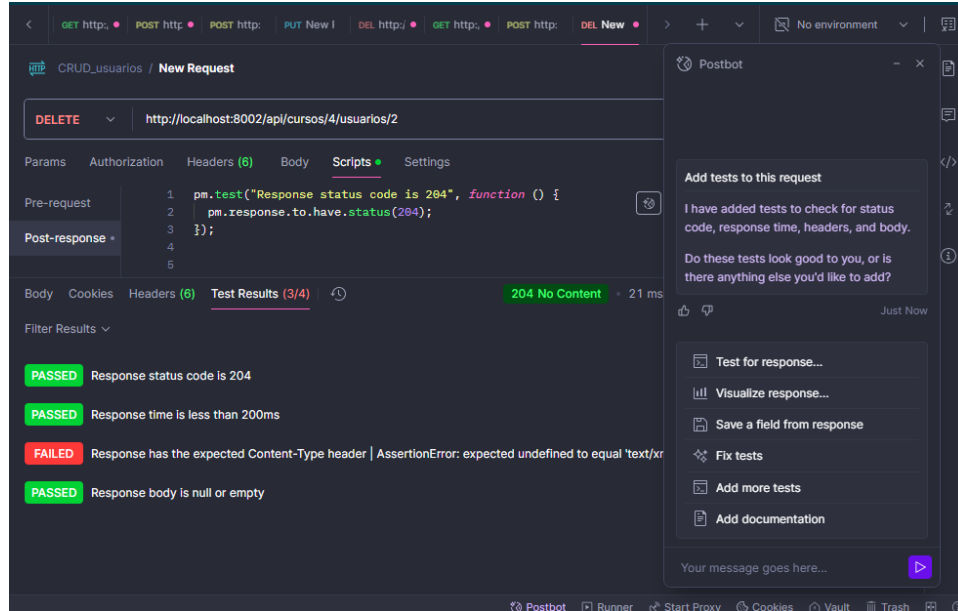 GET http:,
POST http
POST http:
PUT New I
DEL http:/
GET http:,
POST http:
DEL New
No environment
HTTP
CRUD_usuarios / New Request
DELETE
http://localhost:8002/api/cursos/4/usuarios/2
Params Authorization Headers (6) Body Scripts Settings
Pre-request
Post-response
1 pm.test("Response status code is 204", function () {
2 pm.response.to.have.status(204);
3 });
4
5
Body Cookies Headers (6) Test Results (3/4)
204 No Content
21 ms
Filter Results
PASSED Response status code is 204
PASSED Response time is less than 200ms
FAILED Response has the expected Content-Type header | AssertionError: expected undefined to equal 'text/xr
PASSED Response body is null or empty
Postbot
Add tests to this request
I have added tests to check for status
code, response time, headers, and body.
Do these tests look good to you, or is
there anything else you'd like to add?
Just Now
Test for response...
Visualize response...
Save a field from response
Fix tests
Add more tests
Add documentation
Your message goes here...
Postbot Runner Start Proxy Cookies Vault Trash